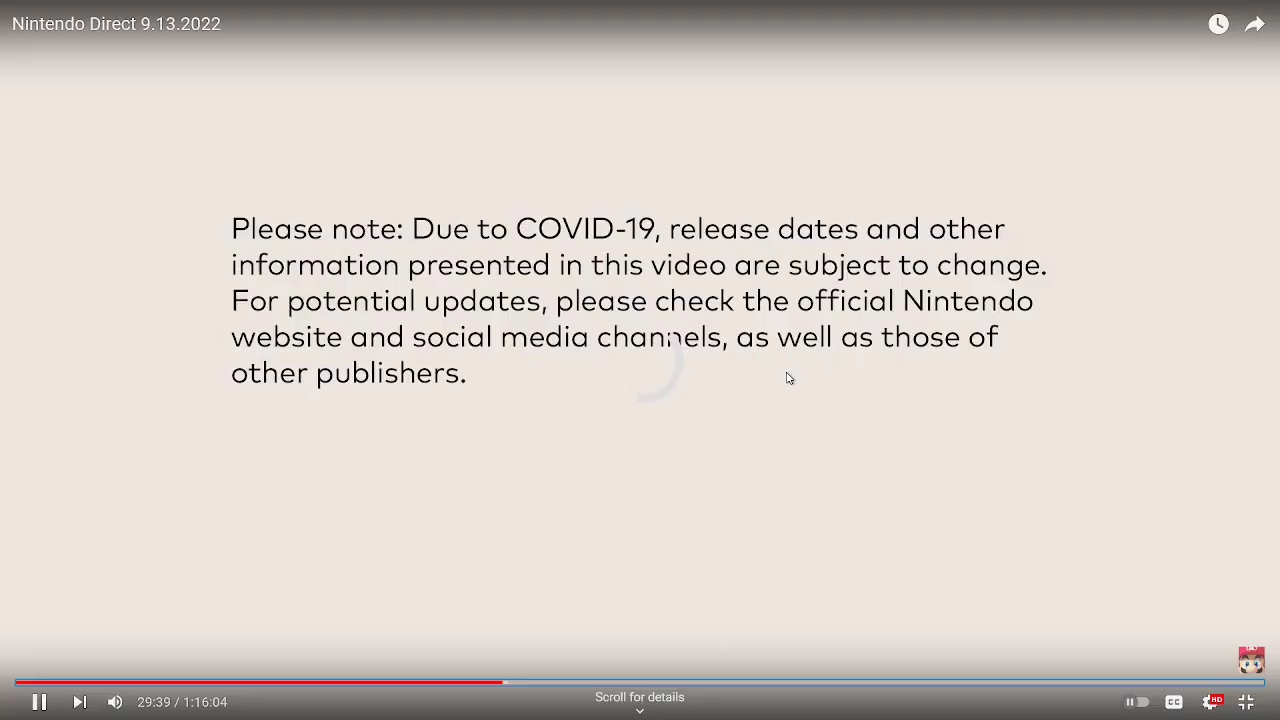 Nintendo Direct 9.13.2022
Please note: Due to COVID-19, release dates and other
information presented in this video are subject to change.
For potential updates, please check the official Nintendo
website and social media channels, as well as those of
other publishers.
29:39 / 1:16:04
Scroll for details
CC
HD